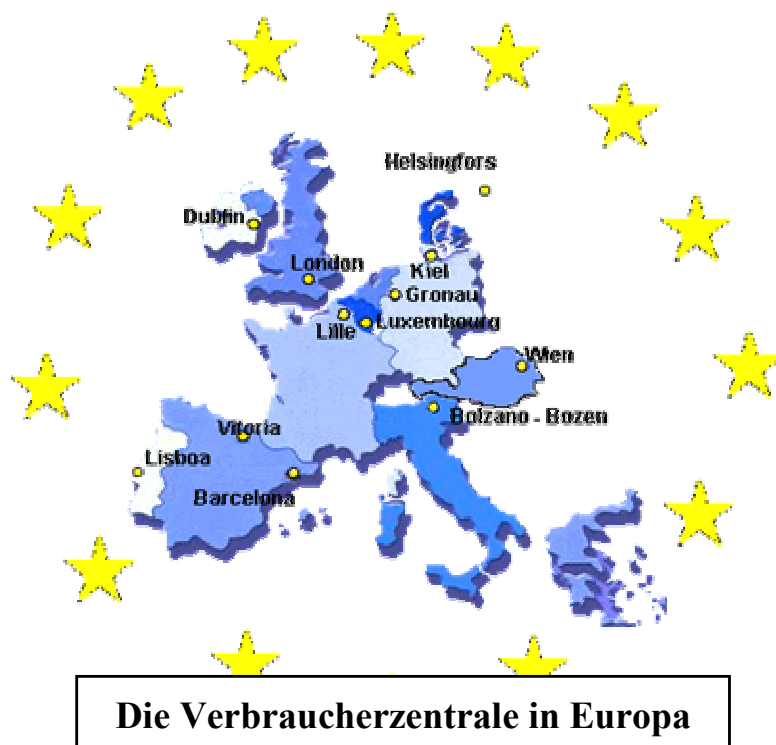 Helsingfors
Dublin
London
Kiel
Gronau
Lille
Luxembourg
Wien
Bolzano - Bozen
Vitoria
Lisboa
Barcelona
Die Verbraucherzentrale in Europa